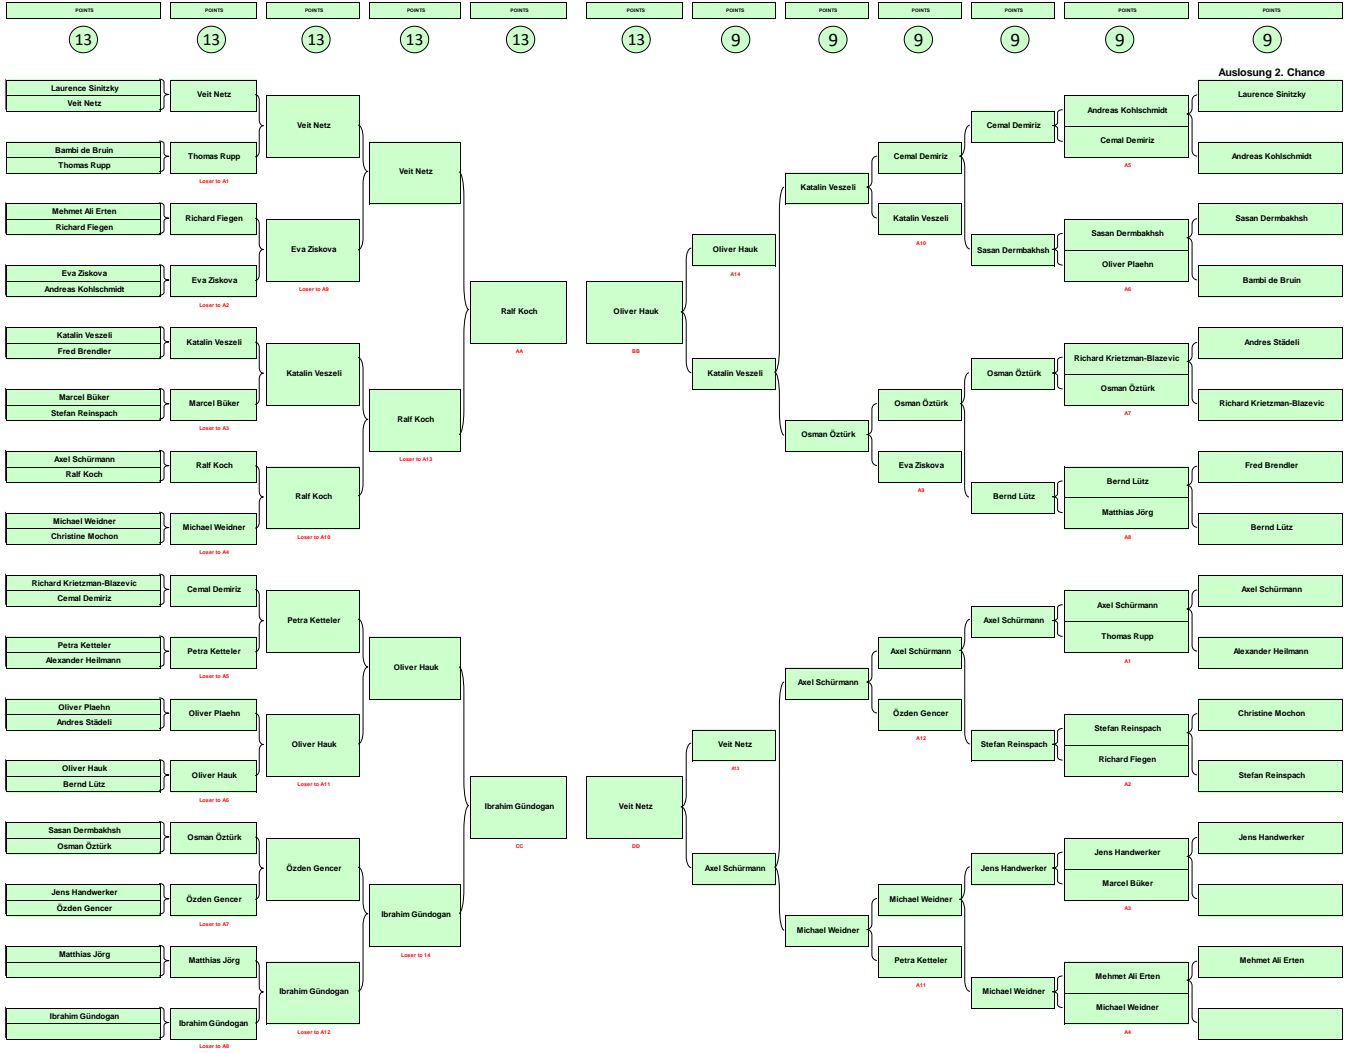 POINTS POINTS POINTS POINTS POINTS POINTS POINTS POINTS POINTS POINTS POINTS POINTS
13 13 13 13 13 13 9 9 9 9 9 9
Auslosung 2. Chance
Laurence Sinitzky
Veit Netz
Bambi de Bruin
Thomas Rupp
Mehmet Ali Erten
Richard Fiegen
Eva Ziskova
Andreas Kohlschmidt
Katalin Veszeli
Fred Brendler
Marcel Büker
Stefan Reinspach
Axel Schürmann
Ralf Koch
Michael Weidner
Christine Mochon
Richard Krietzman-Blazevic
Cemal Demiriz
Petra Ketteler
Alexander Heilmann
Oliver Plaehn
Andres Städeli
Oliver Hauk
Bernd Lütz
Sasan Dermbakhsh
Osman Öztürk
Jens Handwerker
Özden Gencer
Matthias Jörg
Ibrahim Gündogan
Veit Netz
Thomas Rupp
Loser to A1
Richard Fiegen
Eva Ziskova
Loser to A2
Katalin Veszeli
Marcel Büker
Loser to A3
Ralf Koch
Michael Weidner
Loser to A4
Cemal Demiriz
Petra Ketteler
Loser to A5
Oliver Plaehn
Oliver Hauk
Loser to A6
Osman Öztürk
Özden Gencer
Loser to A7
Matthias Jörg
Ibrahim Gündogan
Loser to A8
Veit Netz
Eva Ziskova
Loser to A9
Katalin Veszeli
Ralf Koch
Loser to A10
Petra Ketteler
Oliver Hauk
Loser to A11
Özden Gencer
Ibrahim Gündogan
Loser to A12
Veit Netz
Ralf Koch
Loser to A13
Oliver Hauk
Ibrahim Gündogan
Loser to 14
Ralf Koch
AA
Ibrahim Gündogan
CC
Oliver Hauk
BB
Veit Netz
DD
Oliver Hauk
A14
Katalin Veszeli
Veit Netz
A13
Axel Schürmann
Katalin Veszeli
Osman Öztürk
Axel Schürmann
Michael Weidner
Cemal Demiriz
Katalin Veszeli
A10
Osman Öztürk
Eva Ziskova
A9
Axel Schürmann
Özden Gencer
A12
Michael Weidner
Petra Ketteler
A11
Cemal Demiriz
Sasan Dermbakhsh
Osman Öztürk
Bernd Lütz
Axel Schürmann
Stefan Reinspach
Jens Handwerker
Michael Weidner
Andreas Kohlschmidt
Cemal Demiriz
A5
Sasan Dermbakhsh
Oliver Plaehn
A6
Richard Krietzman-Blazevic
Osman Öztürk
A7
Bernd Lütz
Matthias Jörg
A8
Axel Schürmann
Thomas Rupp
A1
Stefan Reinspach
Richard Fiegen
A2
Jens Handwerker
Marcel Büker
A3
Mehmet Ali Erten
Michael Weidner
A4
Laurence Sinitzky
Andreas Kohlschmidt
Sasan Dermbakhsh
Bambi de Bruin
Andres Städeli
Richard Krietzman-Blazevic
Fred Brendler
Bernd Lütz
Axel Schürmann
Alexander Heilmann
Christine Mochon
Stefan Reinspach
Jens Handwerker
Mehmet Ali Erten